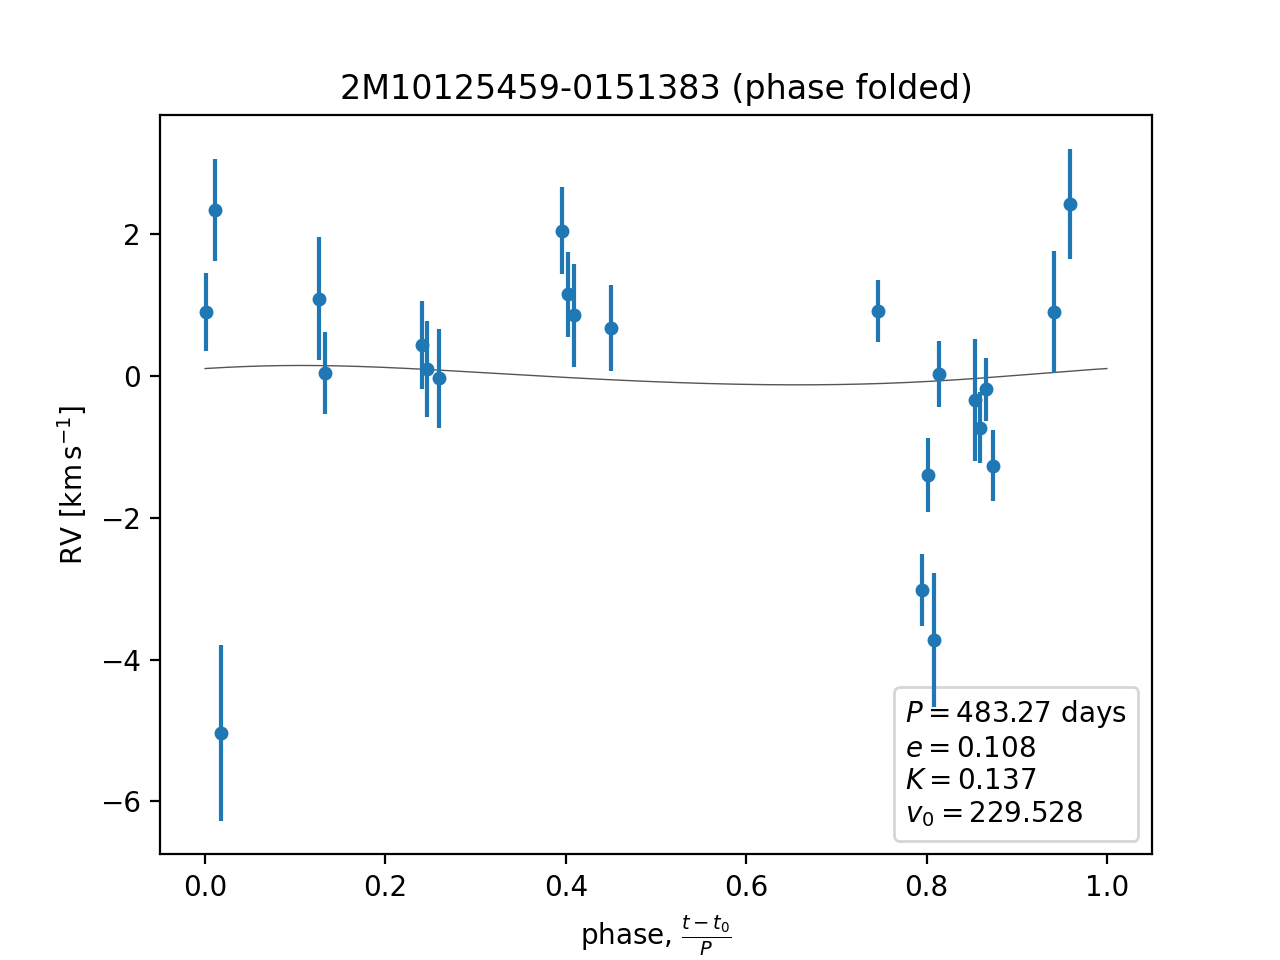 2M10125459-0151383 (phase folded)
RV [km s⁻¹]
2
0
−2
−4
−6
P = 483.27 days
e = 0.108
K = 0.137
v₀ = 229.528
0.0 0.2 0.4 0.6 0.8 1.0
phase, (t − t₀)/P